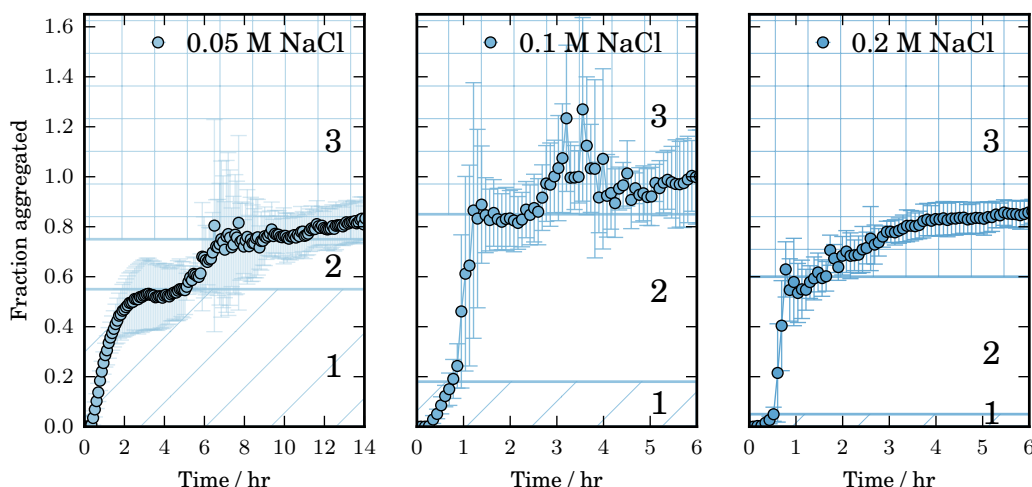 0.05 M NaCl
0.1 M NaCl
0.2 M NaCl
Fraction aggregated
1.6
1.4
1.2
1.0
0.8
0.6
0.4
0.2
0.0
3
2
1
3
2
1
3
2
1
0 2 4 6 8 10 12 14
0 1 2 3 4 5 6
0 1 2 3 4 5 6
Time / hr
Time / hr
Time / hr